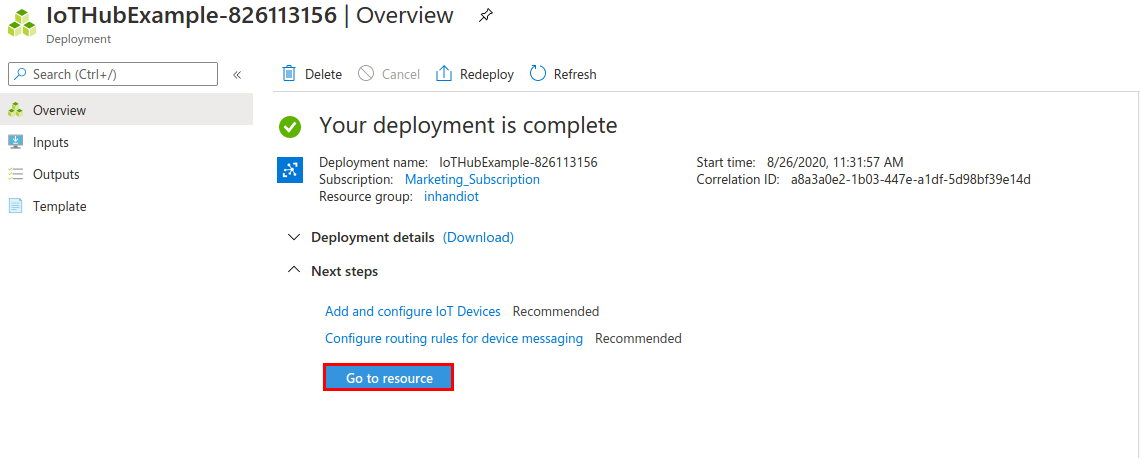 IoTHubExample-826113156 | Overview
Deployment
Search (Ctrl+/)
«
Overview
Inputs
Outputs
Template
Delete Cancel Redeploy Refresh
Your deployment is complete
Deployment name: IoTHubExample-826113156
Subscription: Marketing_Subscription
Resource group: inhandiot
Start time: 8/26/2020, 11:31:57 AM
Correlation ID: a8a3a0e2-1b03-447e-a1df-5d98bf39e14d
Deployment details (Download)
Next steps
Add and configure IoT Devices Recommended
Configure routing rules for device messaging Recommended
Go to resource